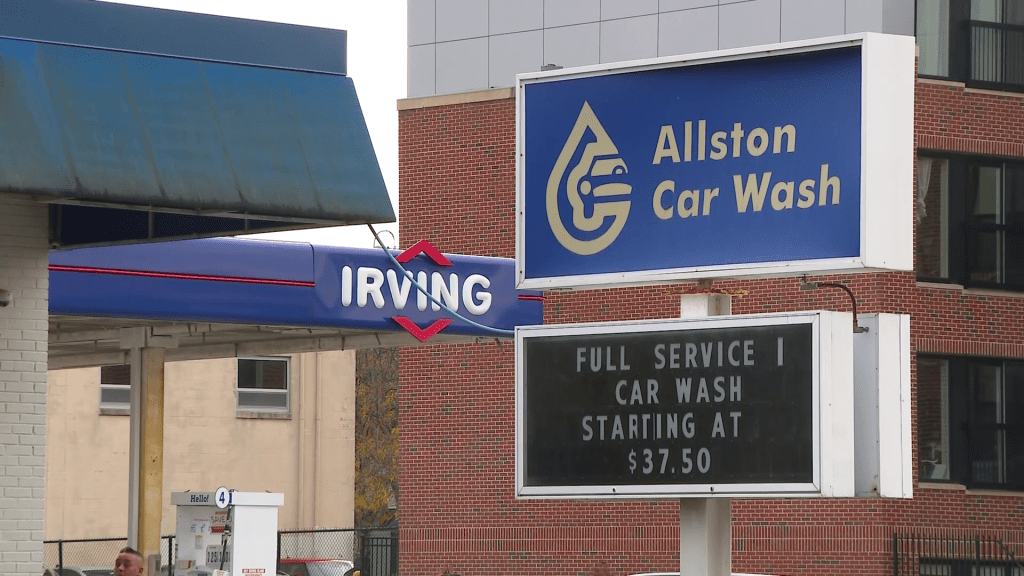 Allston
Car Wash
IRVING
FULL SERVICE I
CAR WASH
STARTING AT
$37.50
Hello!
4